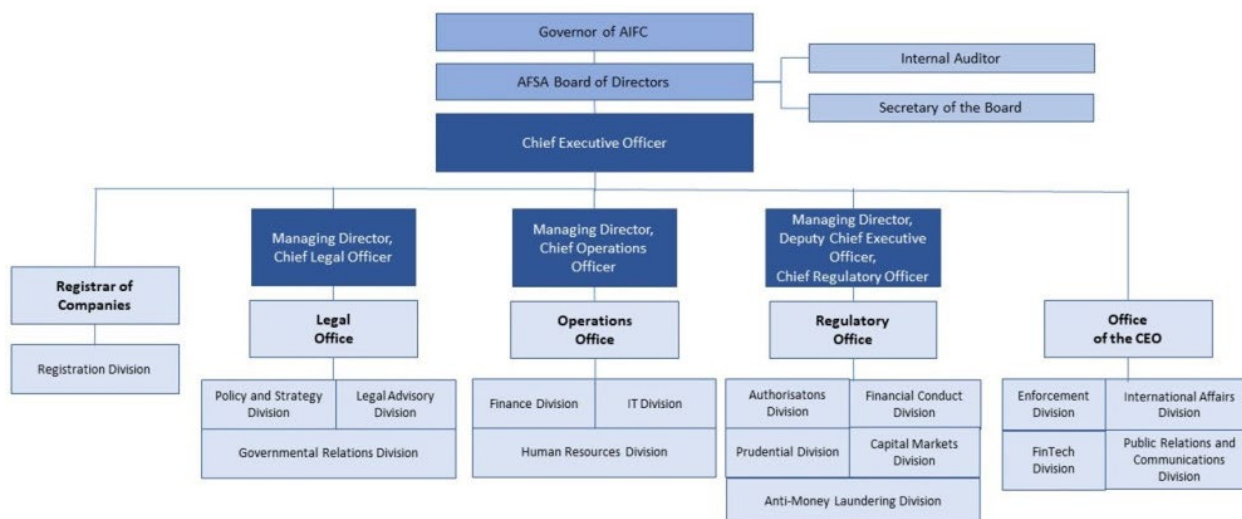 Governor of AIFC
AFSA Board of Directors
Internal Auditor
Secretary of the Board
Chief Executive Officer
Managing Director,
Chief Legal Officer
Managing Director,
Chief Operations
Officer
Managing Director,
Deputy Chief Executive
Officer,
Chief Regulatory Officer
Registrar of
Companies
Registration Division
Legal
Office
Policy and Strategy
Division
Legal Advisory
Division
Governmental Relations Division
Operations
Office
Finance Division
IT Division
Human Resources Division
Regulatory
Office
Authorisatons
Division
Financial Conduct
Division
Prudential Division
Capital Markets
Division
Anti-Money Laundering Division
Office
of the CEO
Enforcement
Division
International Affairs
Division
FinTech
Division
Public Relations and
Communications
Division